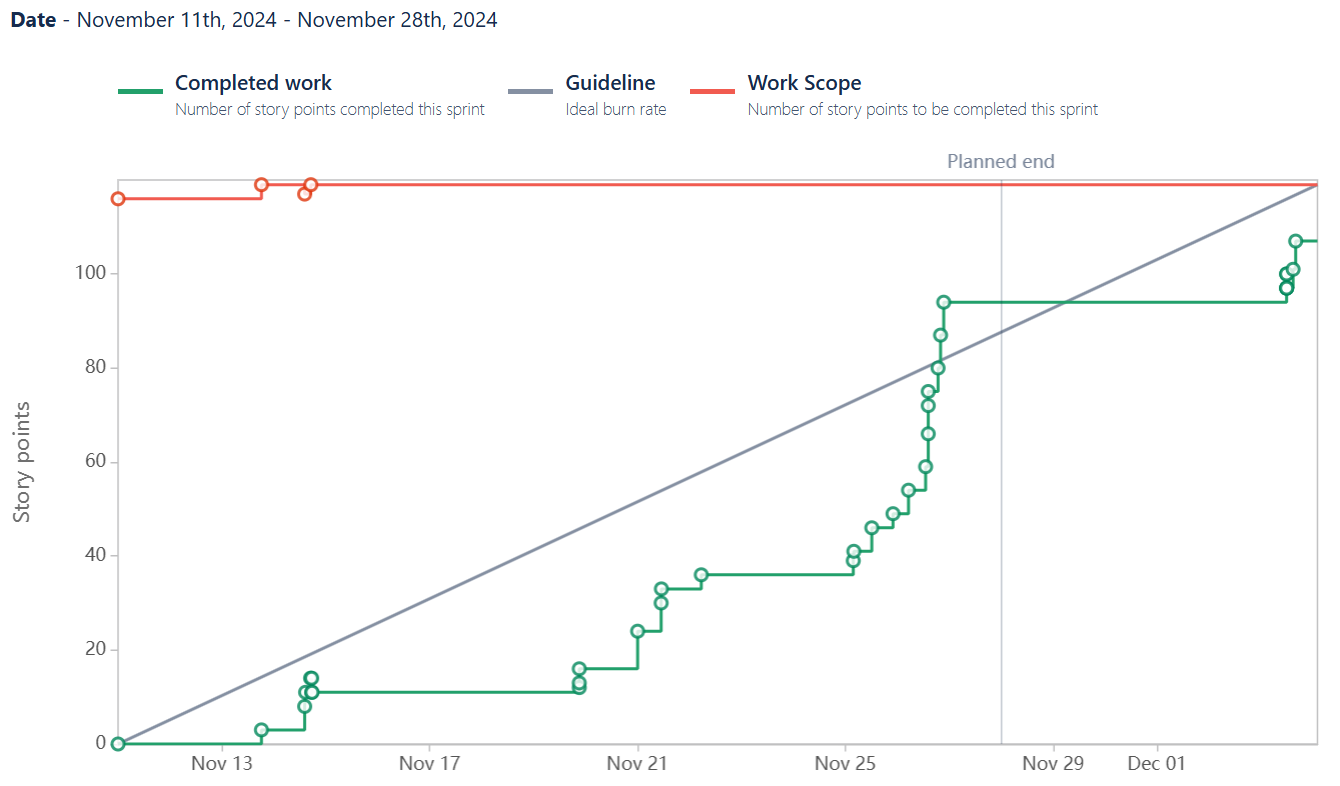 Date - November 11th, 2024 - November 28th, 2024
Completed work Guideline Work Scope
Number of story points completed this sprint Ideal burn rate Number of story points to be completed this sprint
Planned end
100
80
60
40
20
0
Story points
Nov 13 Nov 17 Nov 21 Nov 25 Nov 29 Dec 01